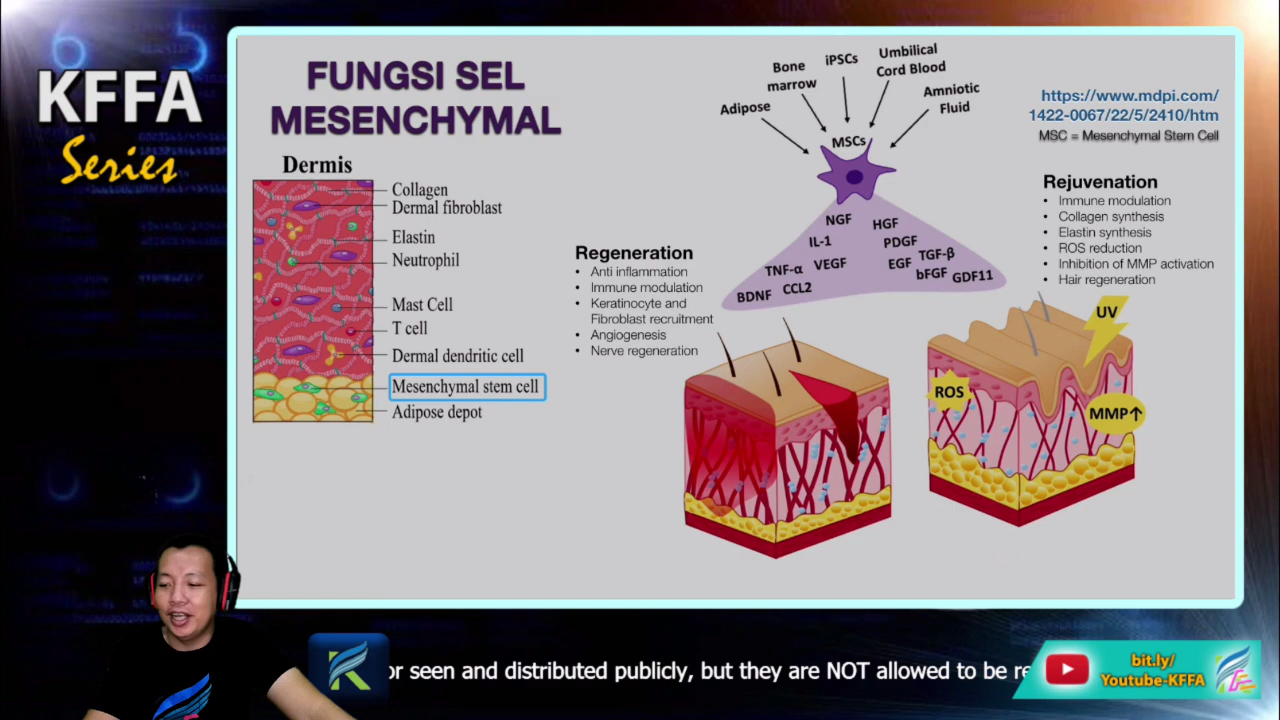 KFFA
Series
FUNGSI SEL
MESENCHYMAL
Dermis
Collagen
Dermal fibroblast
Elastin
Neutrophil
Mast Cell
T cell
Dermal dendritic cell
Mesenchymal stem cell
Adipose depot
Regeneration
• Anti inflammation
• Immune modulation
• Keratinocyte and
Fibroblast recruitment
• Angiogenesis
• Nerve regeneration
Adipose
Bone
marrow
iPSCs
Umbilical
Cord Blood
Amniotic
Fluid
MSCs
NGF
HGF
IL-1
PDGF
TGF-β
TNF-α
VEGF
EGF
bFGF
GDF11
BDNF
CCL2
https://www.mdpi.com/
1422-0067/22/5/2410/htm
MSC = Mesenchymal Stem Cell
Rejuvenation
• Immune modulation
• Collagen synthesis
• Elastin synthesis
• ROS reduction
• Inhibition of MMP activation
• Hair regeneration
UV
ROS
MMP↑
or seen and distributed publicly, but they are NOT allowed to be re
bit.ly/
Youtube-KFFA